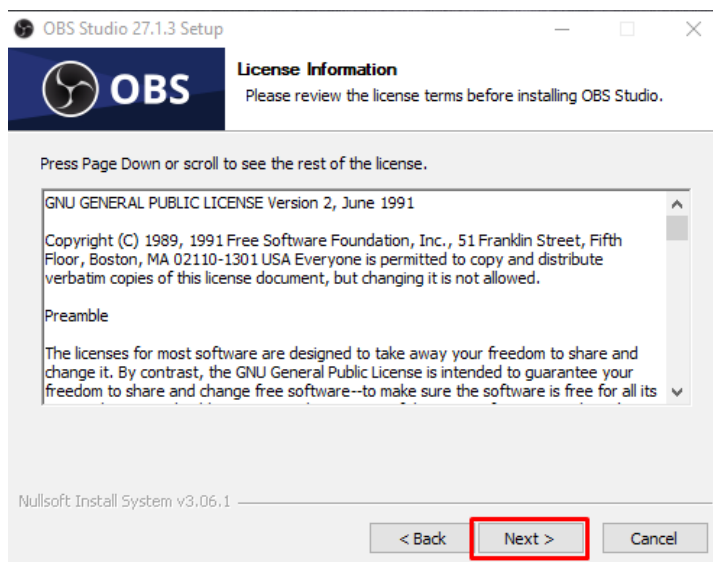 OBS Studio 27.1.3 Setup
OBS
License Information
Please review the license terms before installing OBS Studio.
Press Page Down or scroll to see the rest of the license.
GNU GENERAL PUBLIC LICENSE Version 2, June 1991
Copyright (C) 1989, 1991 Free Software Foundation, Inc., 51 Franklin Street, Fifth
Floor, Boston, MA 02110-1301 USA Everyone is permitted to copy and distribute
verbatim copies of this license document, but changing it is not allowed.
Preamble
The licenses for most software are designed to take away your freedom to share and
change it. By contrast, the GNU General Public License is intended to guarantee your
freedom to share and change free software--to make sure the software is free for all its
Nullsoft Install System v3.06.1
< Back
Next >
Cancel